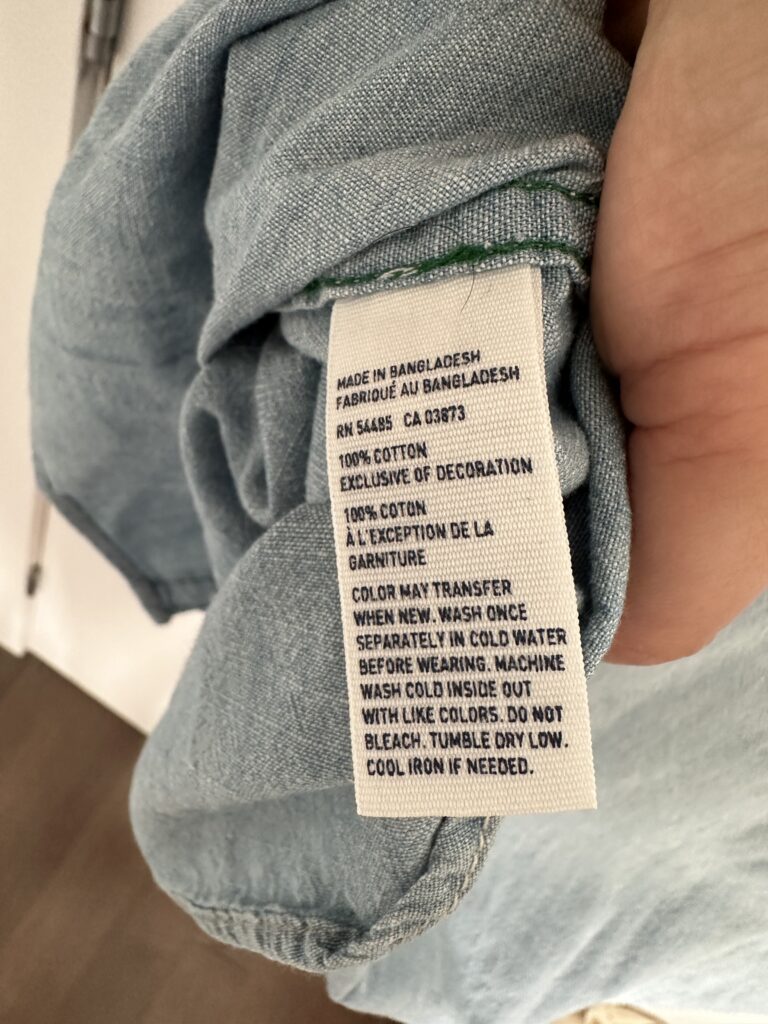 MADE IN BANGLADESH
FABRIQUÉ AU BANGLADESH
RN 54485 CA 03873
100% COTTON
EXCLUSIVE OF DECORATION
100% COTON
À L'EXCEPTION DE LA
GARNITURE
COLOR MAY TRANSFER
WHEN NEW. WASH ONCE
SEPARATELY IN COLD WATER
BEFORE WEARING. MACHINE
WASH COLD INSIDE OUT
WITH LIKE COLORS. DO NOT
BLEACH. TUMBLE DRY LOW.
COOL IRON IF NEEDED.